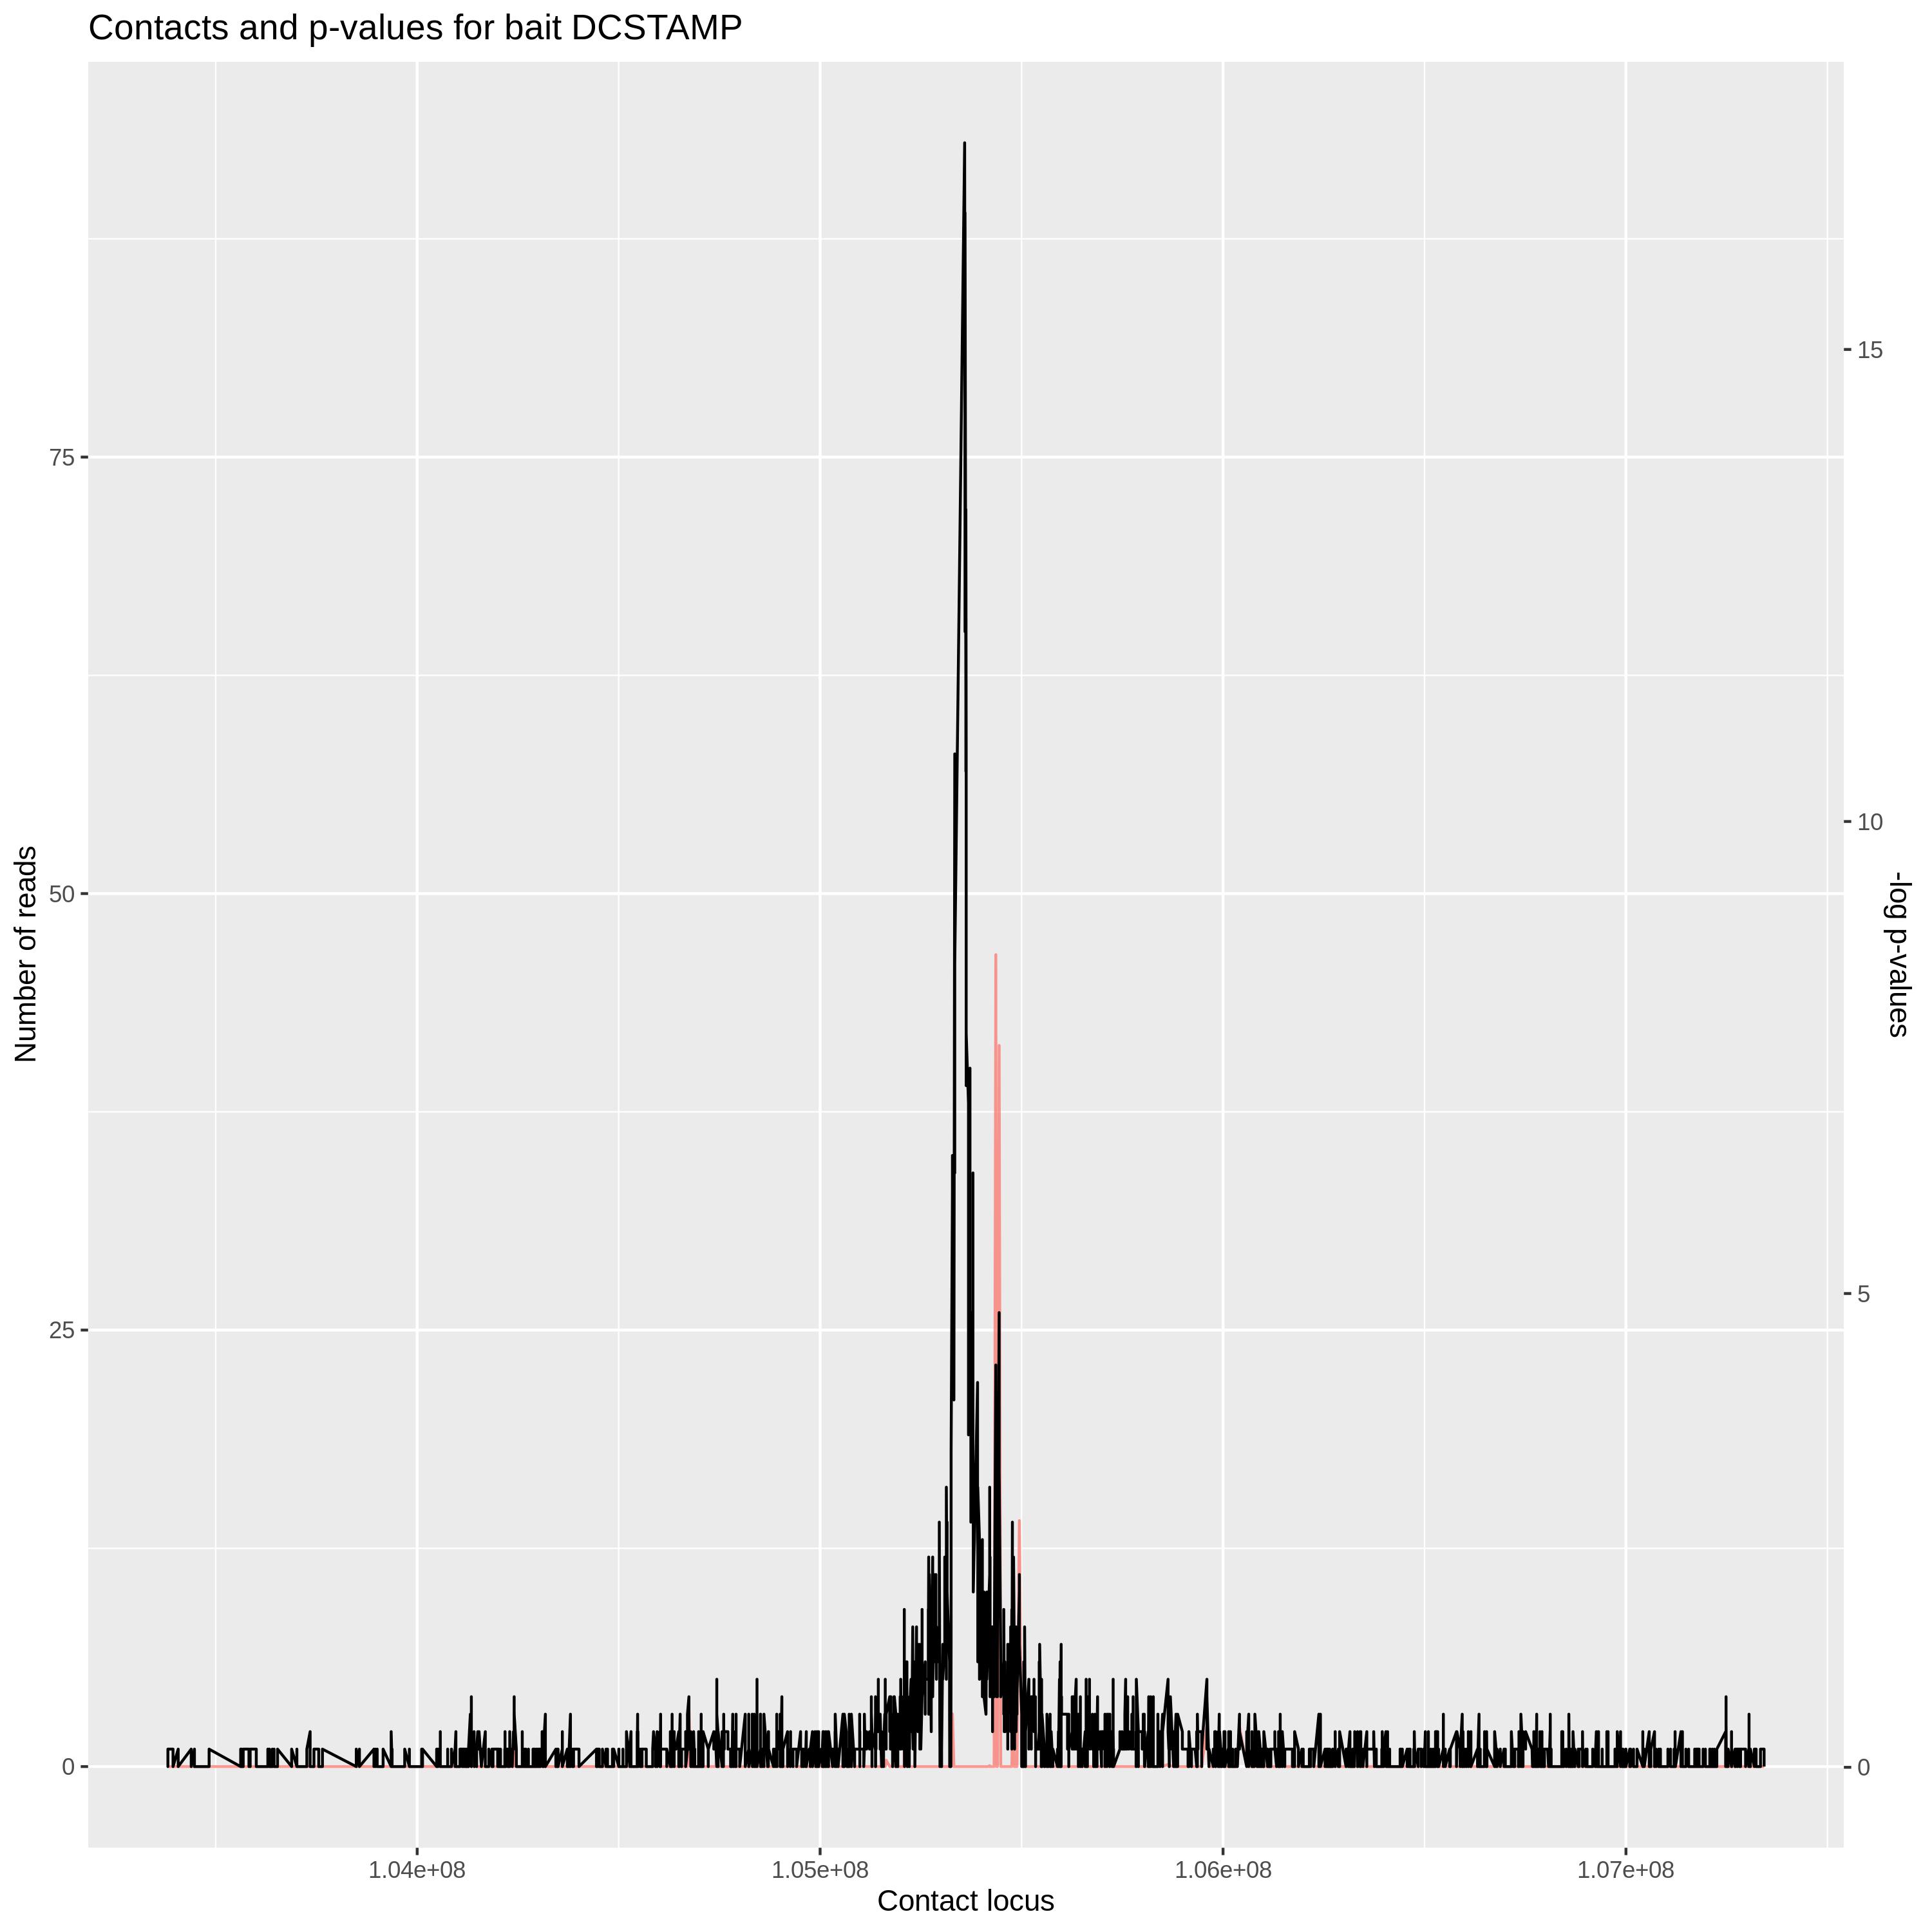 Contacts and p-values for bait DCSTAMP
Number of reads
75
50
25
0
15
10
5
0
-log p-values
1.04e+08
1.05e+08
1.06e+08
1.07e+08
Contact locus